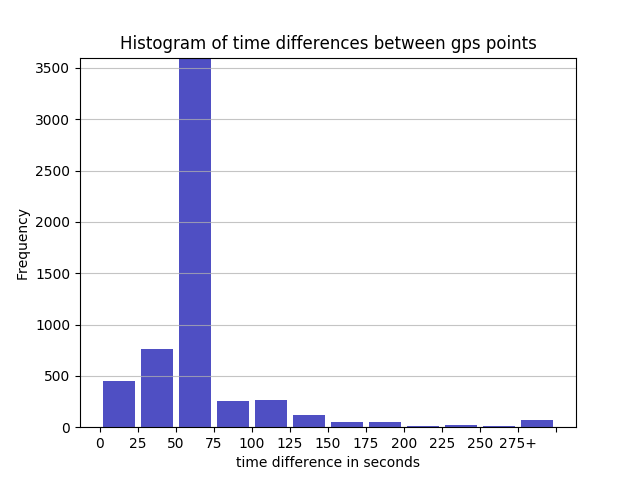 Histogram of time differences between gps points
3500
3000
2500
2000
1500
1000
500
0
Frequency
0 25 50 75 100 125 150 175 200 225 250 275+
time difference in seconds